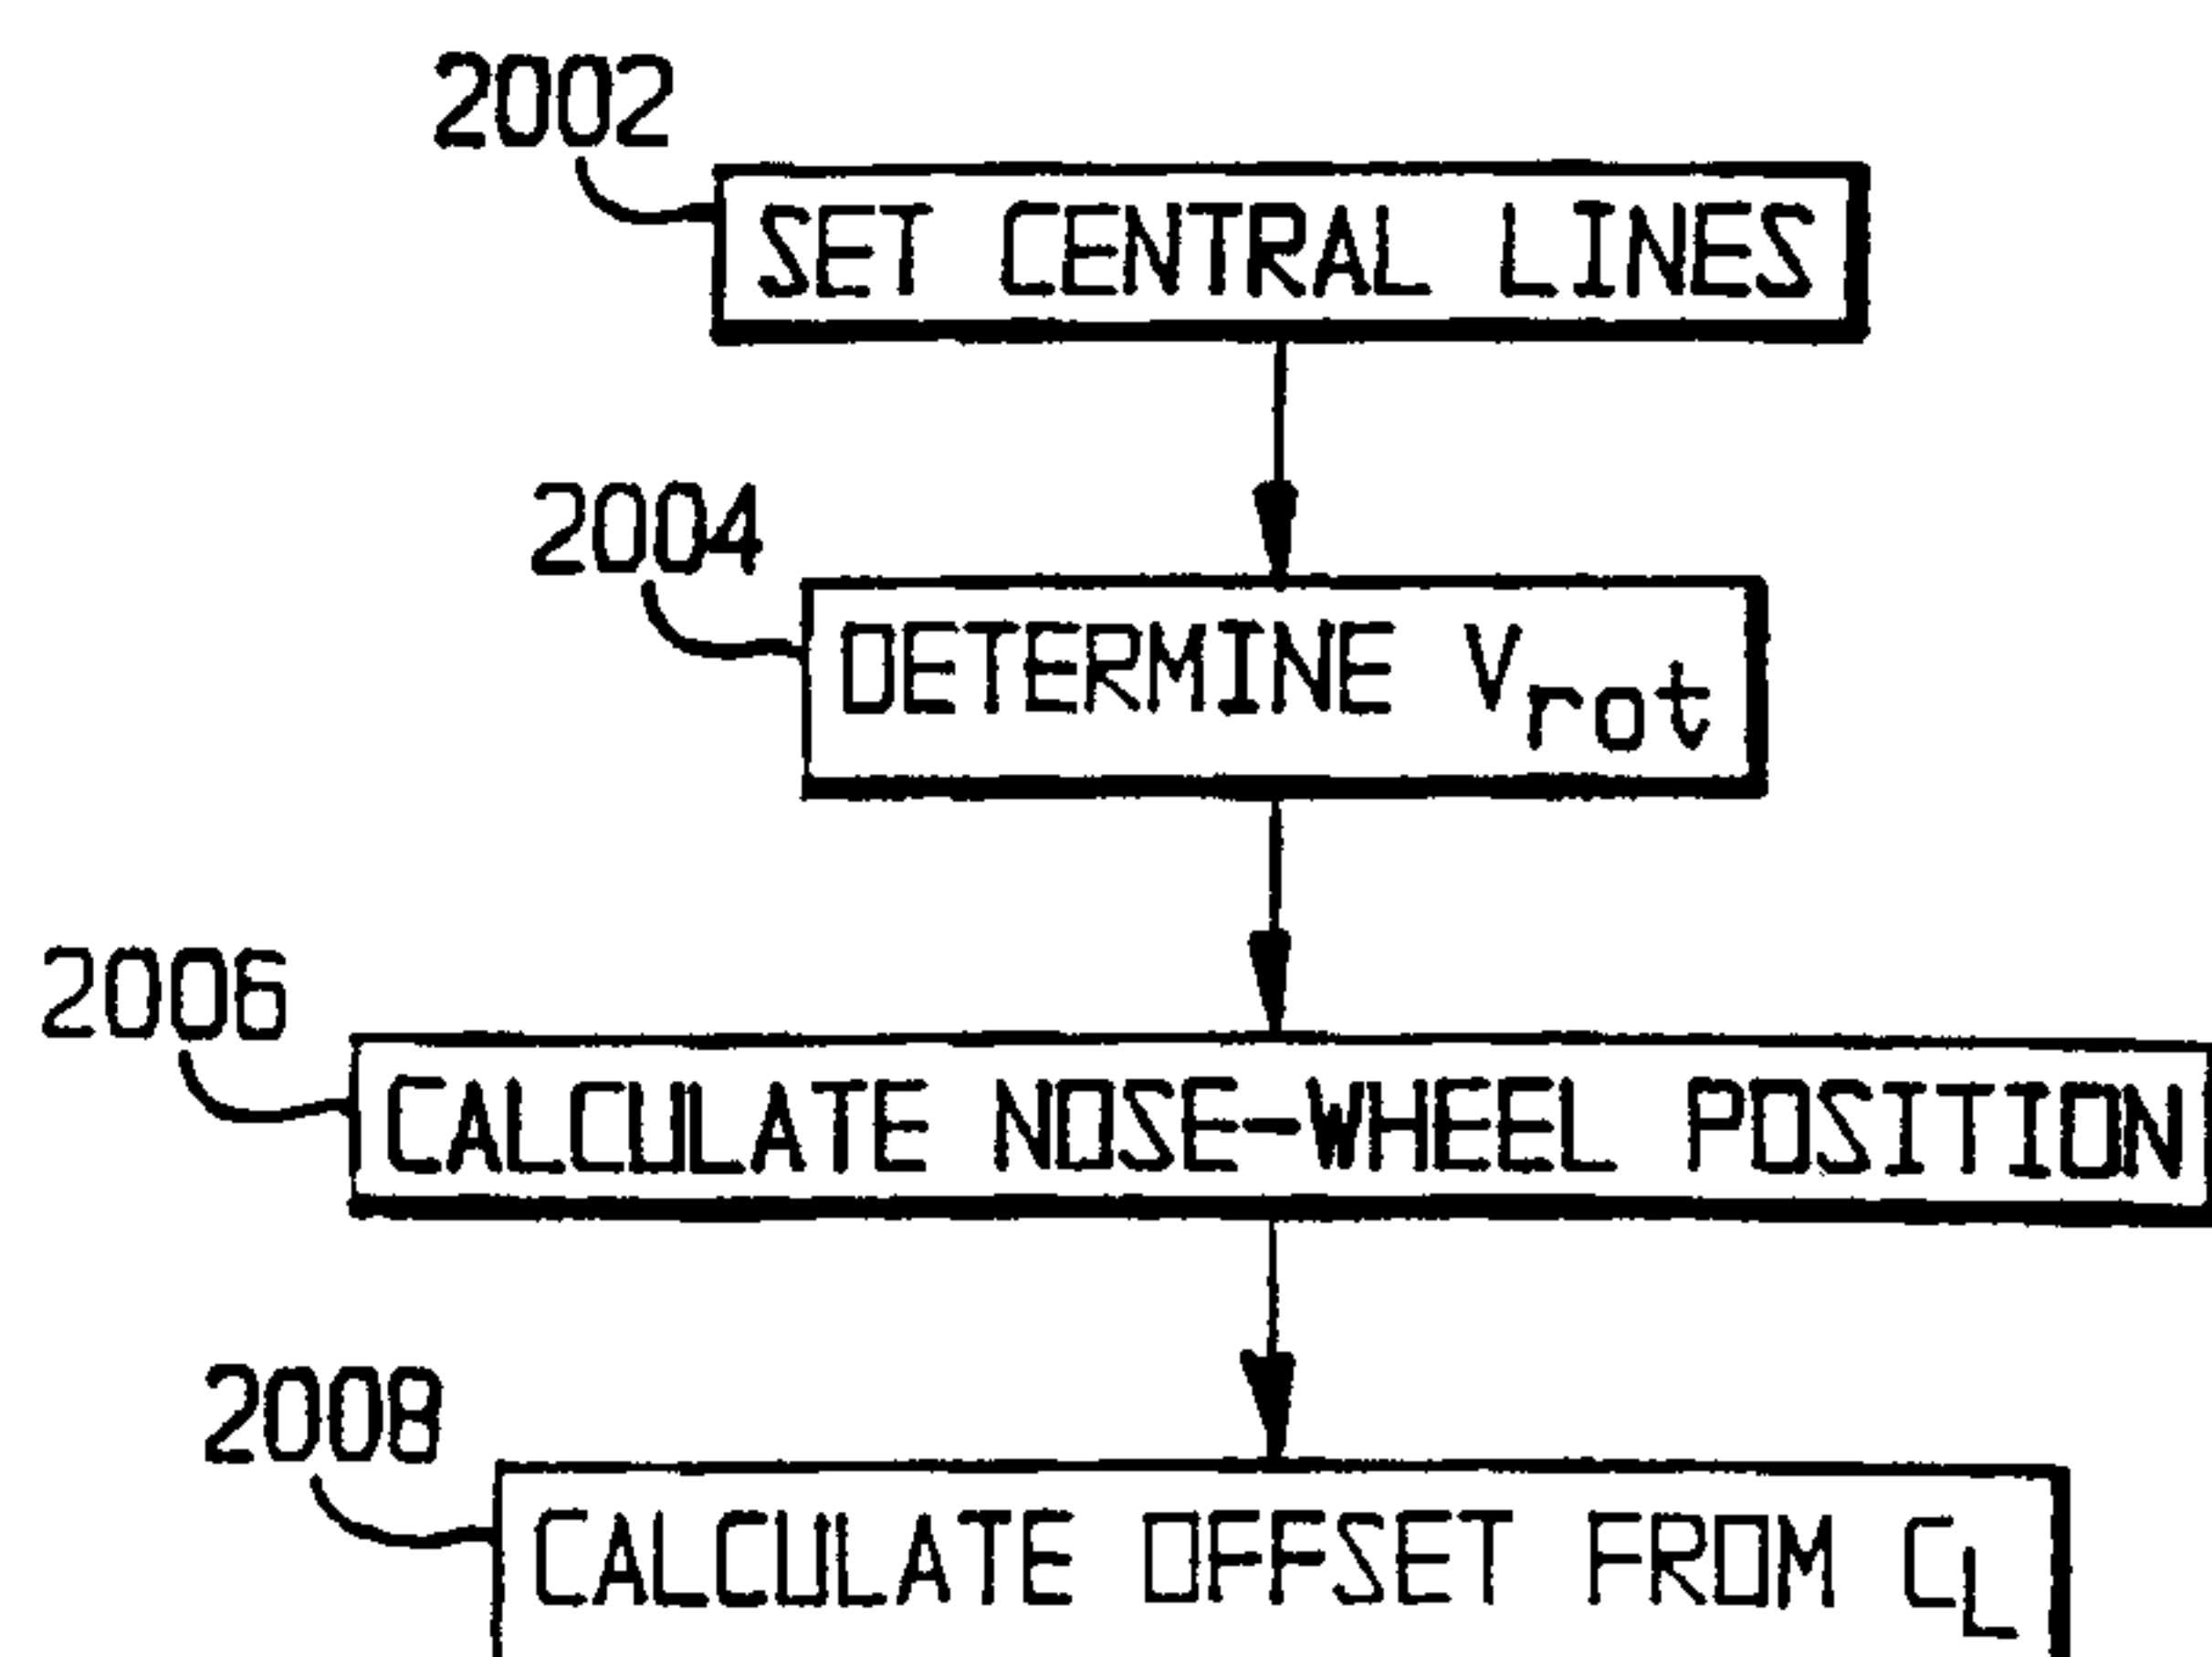 2002
SET CENTRAL LINES
2004
DETERMINE Vrot
2006
CALCULATE NOSE-WHEEL POSITION
2008
CALCULATE OFFSET FROM CL